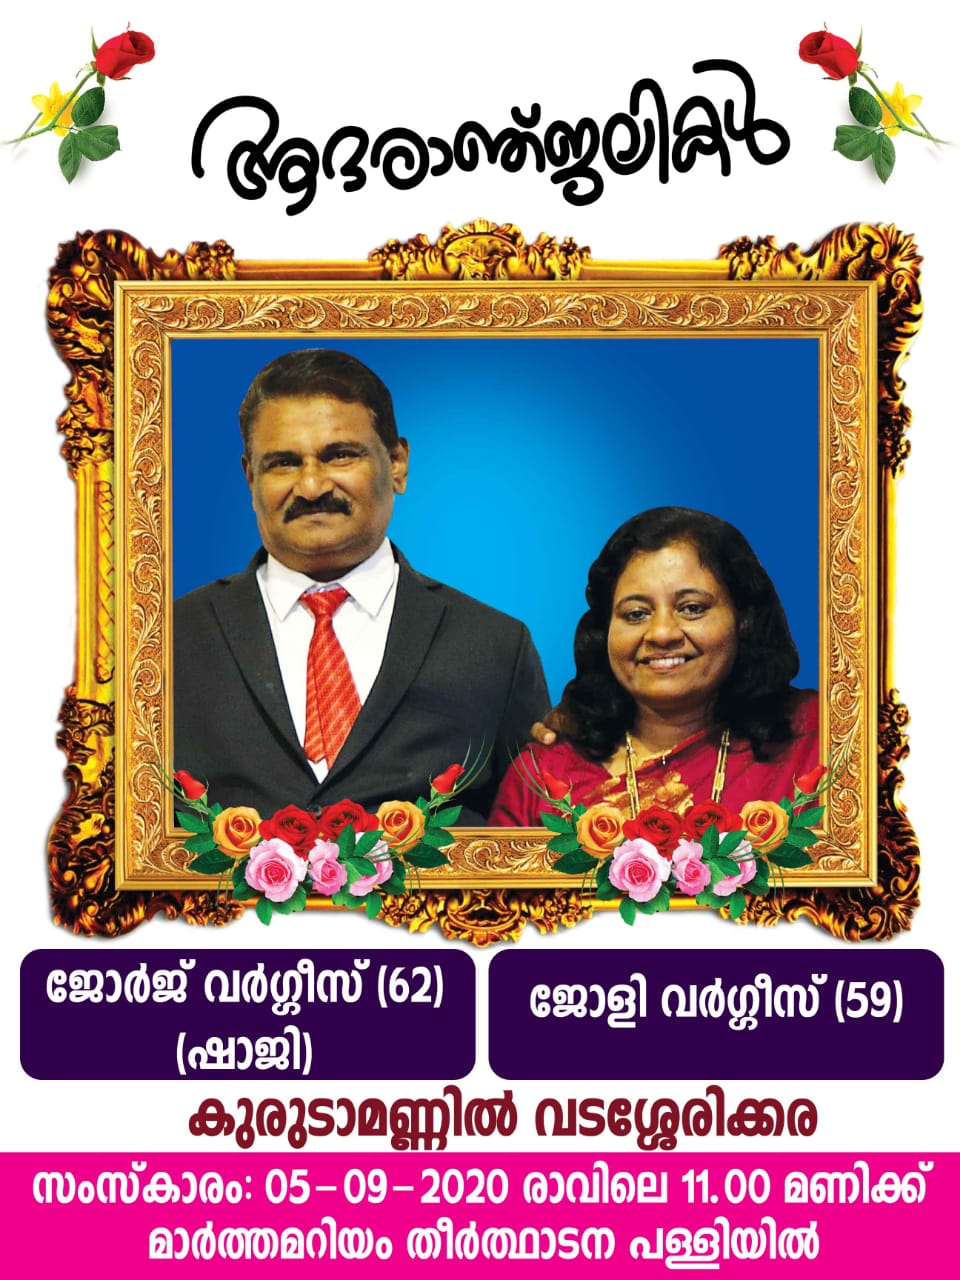 ആദരാഞ്ജലികൾ
ജോർജ് വർഗ്ഗീസ് (62)
(ഷാജി)
ജോളി വർഗ്ഗീസ് (59)
കുരുടാമണ്ണിൽ വടശ്ശേരിക്കര
സംസ്കാരം: 05-09-2020 രാവിലെ 11.00 മണിക്ക്
മാർത്തമറിയം തീർത്ഥാടന പള്ളിയിൽ